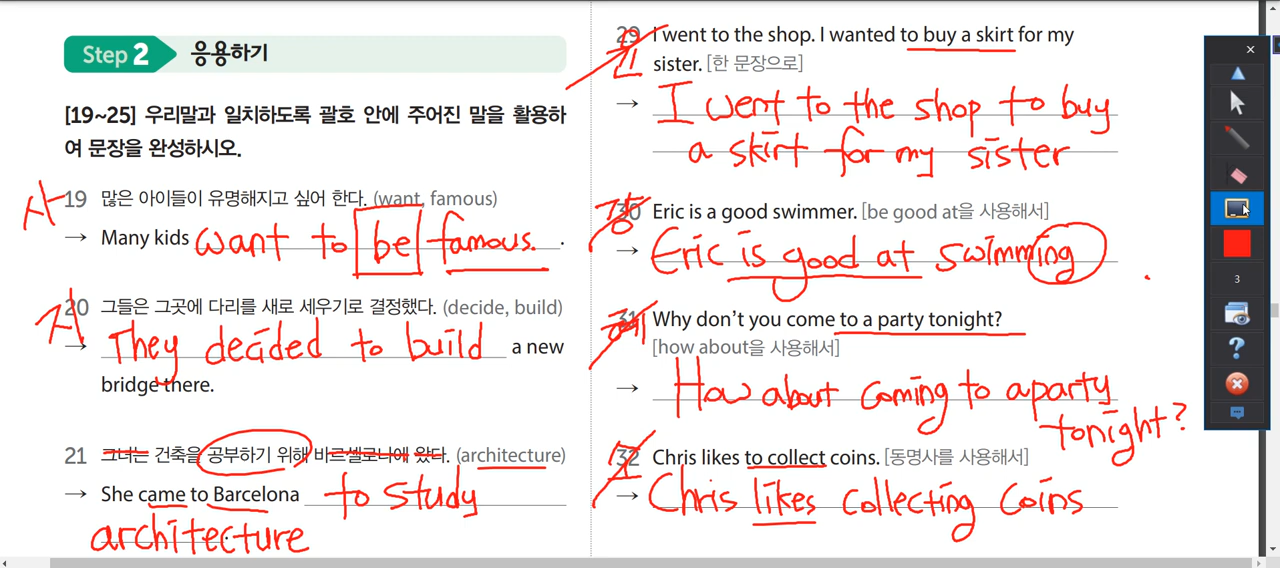 Step 2 응용하기
[19~25] 우리말과 일치하도록 괄호 안에 주어진 말을 활용하
여 문장을 완성하시오.
19 많은 아이들이 유명해지고 싶어 한다. (want, famous)
→ Many kids want to be famous. .
20 그들은 그곳에 다리를 새로 세우기로 결정했다. (decide, build)
→ They decided to build a new
bridge there.
21 그녀는 건축을 공부하기 위해 바르셀로나에 왔다. (architecture)
→ She came to Barcelona to study
architecture.
29 I went to the shop. I wanted to buy a skirt for my
sister. [한 문장으로]
→ I went to the shop to buy
a skirt for my sister
30 Eric is a good swimmer. [be good at을 사용해서]
→ Eric is good at swimming
31 Why don't you come to a party tonight?
[how about을 사용해서]
→ How about coming to a party
tonight?
32 Chris likes to collect coins. [동명사를 사용해서]
→ Chris likes collecting coins
3